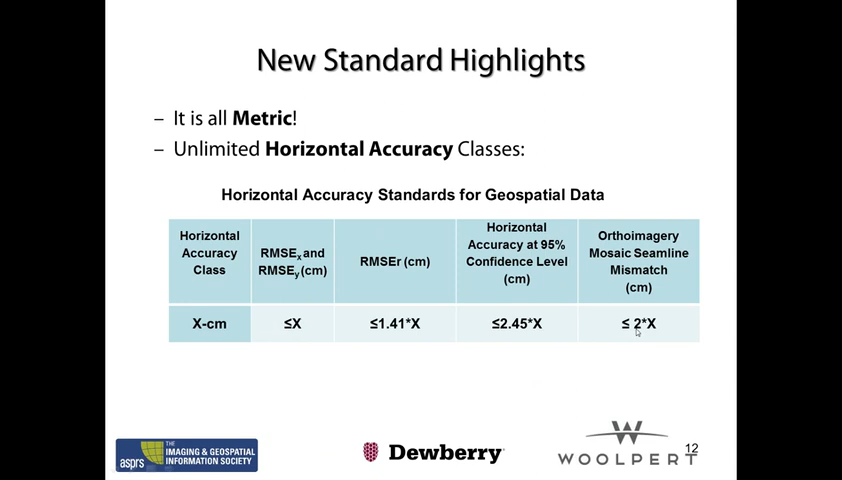 New Standard Highlights
– It is all Metric!
– Unlimited Horizontal Accuracy Classes:
Horizontal Accuracy Standards for Geospatial Data
Horizontal Accuracy Class
RMSEx and RMSEy (cm)
RMSEr (cm)
Horizontal Accuracy at 95% Confidence Level (cm)
Orthoimagery Mosaic Seamline Mismatch (cm)
X-cm
≤X
≤1.41*X
≤2.45*X
≤ 2*X
asprs
THE
IMAGING & GEOSPATIAL
INFORMATION SOCIETY
Dewberry
WOOLPERT
12